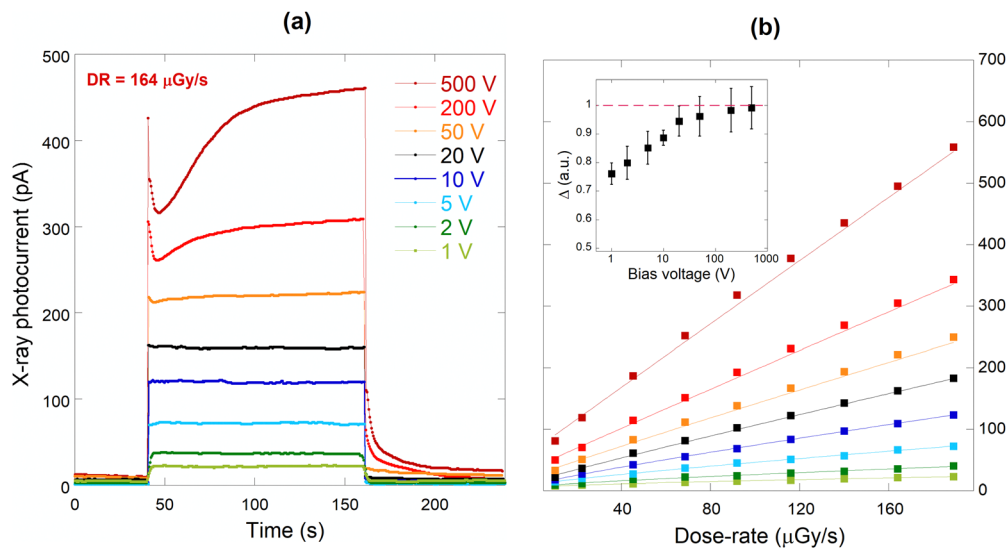 (a)
500
400
300
200
100
0
X-ray photocurrent (pA)
DR = 164 μGy/s
500 V
200 V
50 V
20 V
10 V
5 V
2 V
1 V
0
50
100
150
200
Time (s)
(b)
700
600
500
400
300
200
100
0
1
0.9
0.8
0.7
0.6
0.5
Δ (a.u.)
1
10
100
1000
Bias voltage (V)
40
80
120
160
Dose-rate (μGy/s)